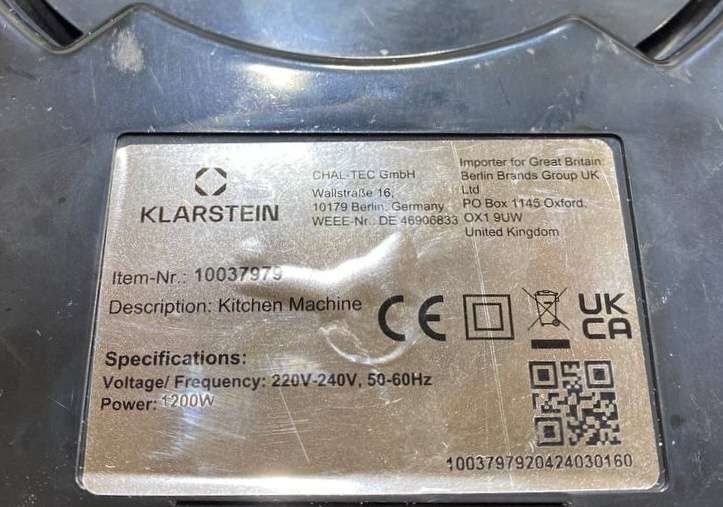 KLARSTEIN
CHAL-TEC GmbH
Wallstraße 16,
10179 Berlin, Germany
WEEE-Nr.: DE 46906833
Importer for Great Britain:
Berlin Brands Group UK
Ltd
PO Box 1145 Oxford,
OX1 9UW
United Kingdom
Item-Nr.: 10037979
Description: Kitchen Machine
CE
UK
CA
Specifications:
Voltage/ Frequency: 220V-240V, 50-60Hz
Power: 1200W
1003797920424030160